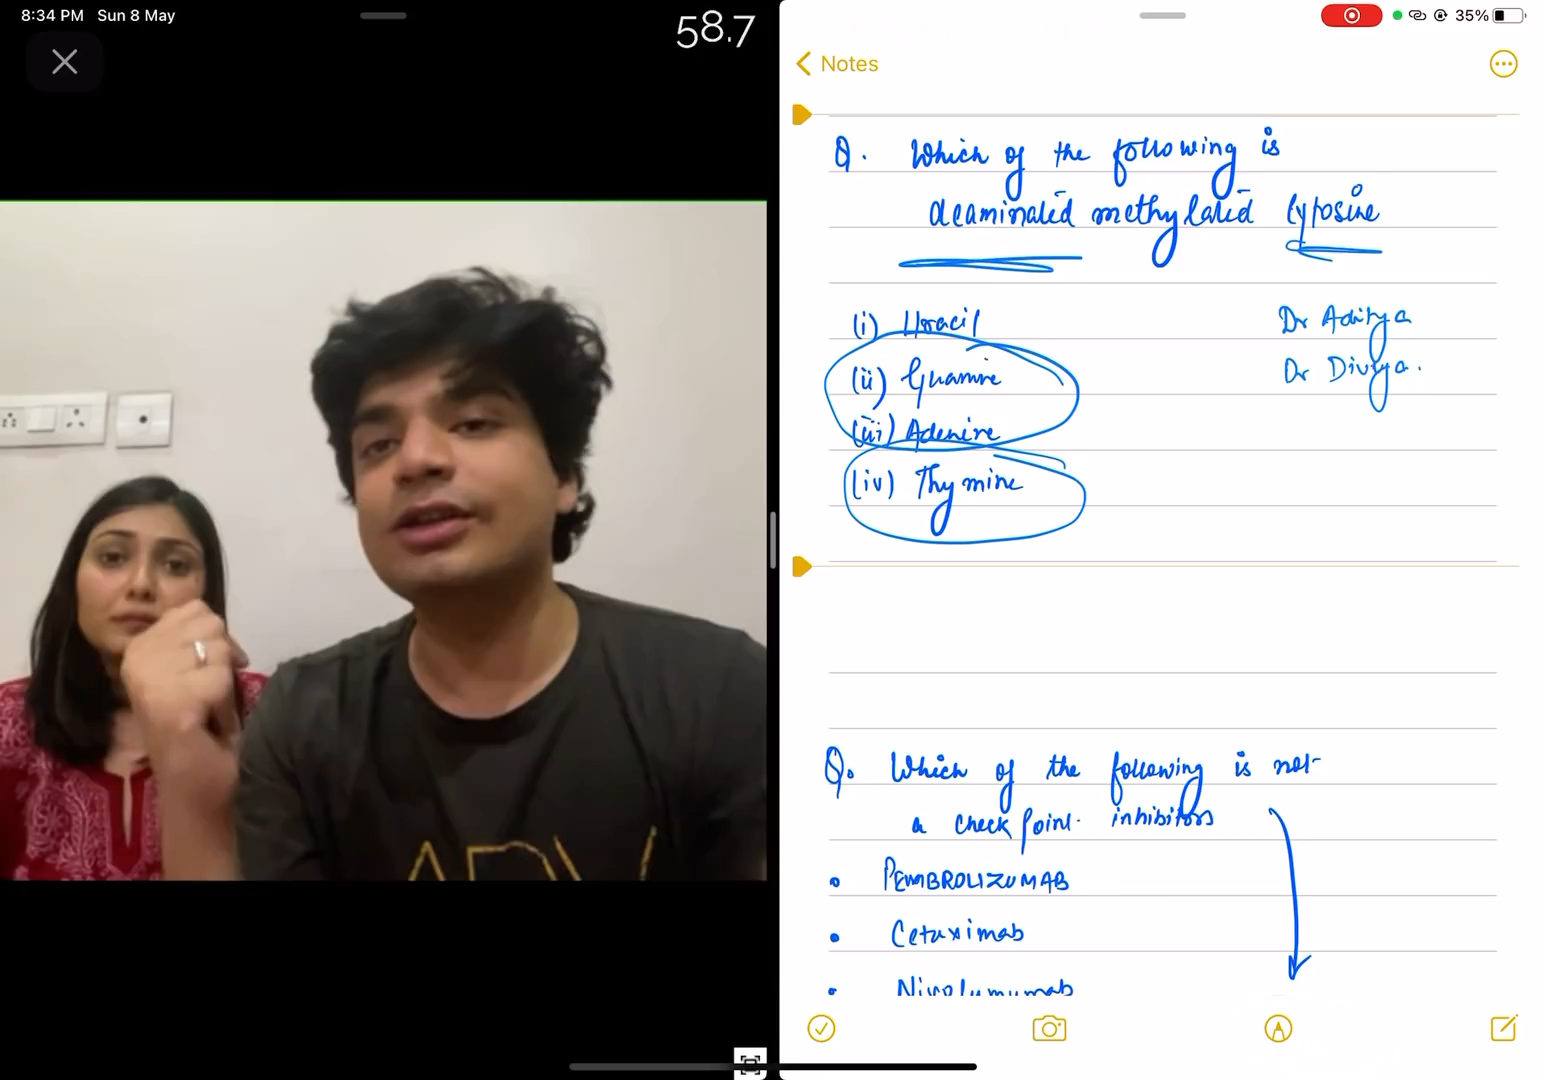 8:34 PM Sun 8 May
58.7
35%
Notes
Q. Which of the following is
deaminated methylated Cytosine
(i) Uracil
(ii) Guanine
(iii) Adenine
(iv) Thymine
Dr Aditya
Dr Divya.
Q. Which of the following is not
a check point inhibitors
• PEMBROLIZUMAB
• Cetuximab
• Nivolumumab